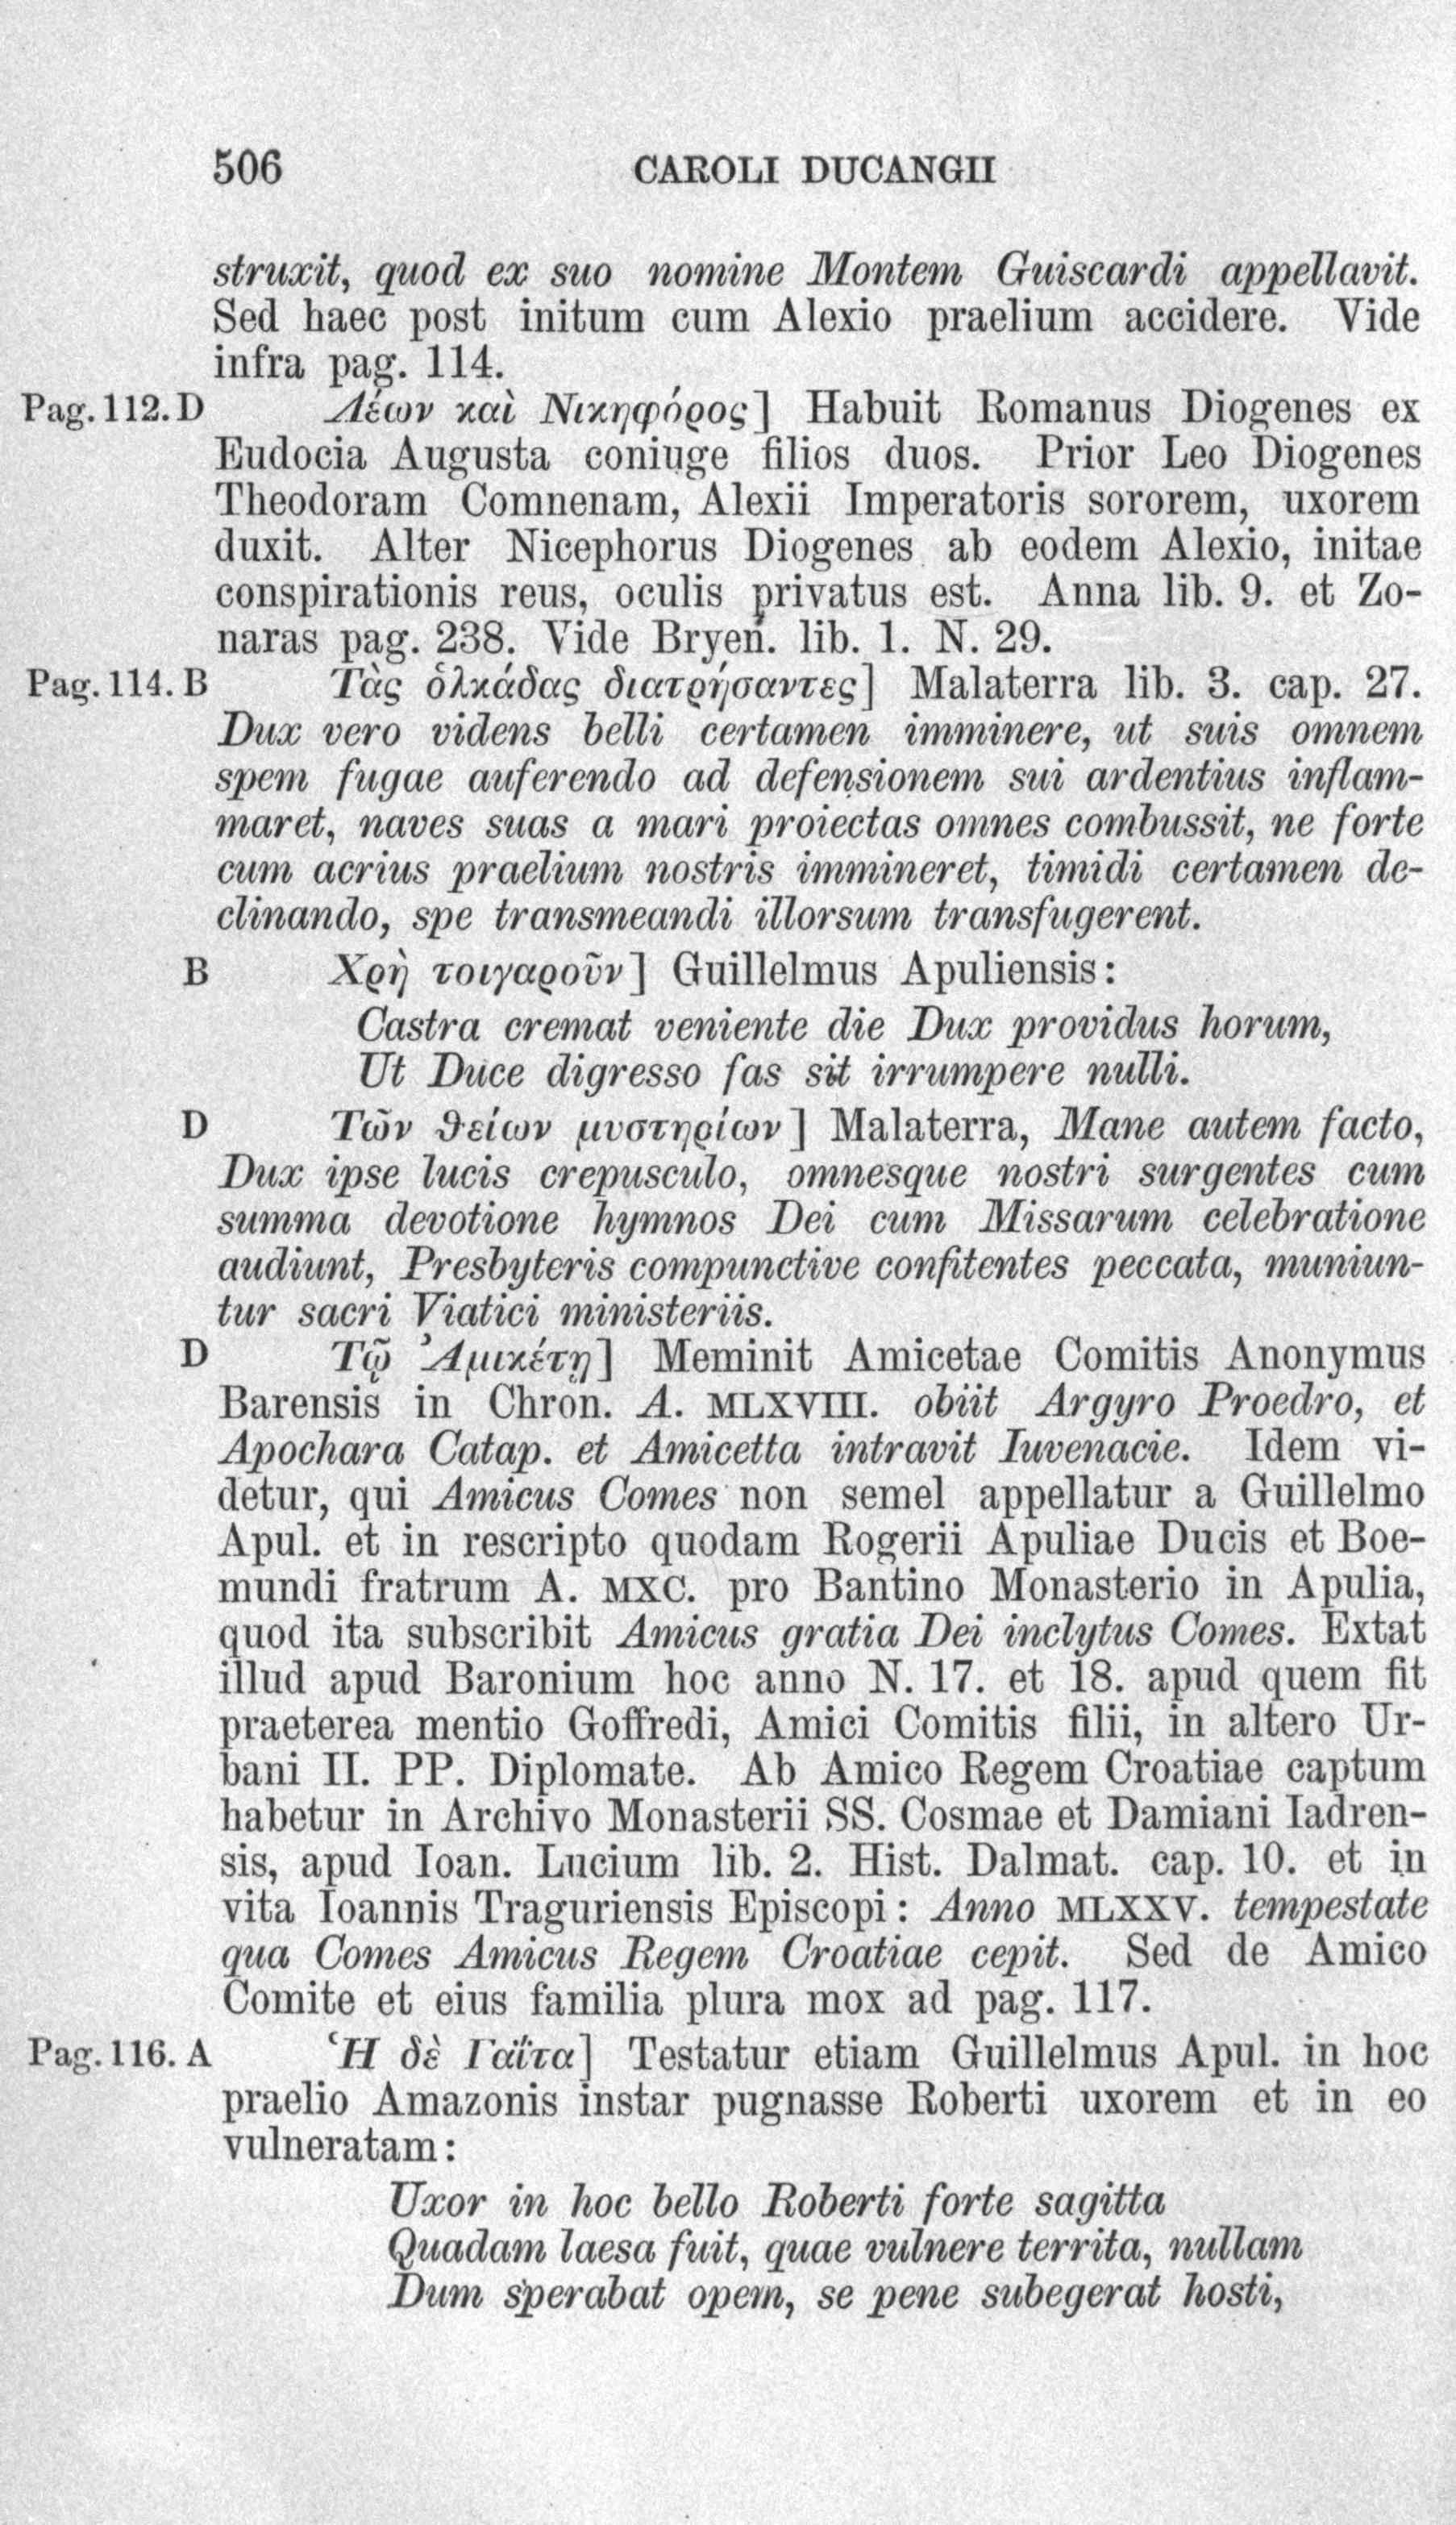 506 CAROLI DUCANGII
struxit, quod ex suo nomine Montem Guiscardi appellavit.
Sed haec post initum cum Alexio praelium accidere. Vide
infra pag. 114.
Pag. 112. D Λέων καὶ Νικηφόρος] Habuit Romanus Diogenes ex
Eudocia Augusta coniuge filios duos. Prior Leo Diogenes
Theodoram Comnenam, Alexii Imperatoris sororem, uxorem
duxit. Alter Nicephorus Diogenes ab eodem Alexio, initae
conspirationis reus, oculis privatus est. Anna lib. 9. et Zo-
naras pag. 238. Vide Bryen. lib. 1. N. 29.
Pag. 114. B Τὰς ὁλκάδας διατρήσαντες] Malaterra lib. 3. cap. 27.
Dux vero videns belli certamen imminere, ut suis omnem
spem fugae auferendo ad defensionem sui ardentius inflam-
maret, naves suas a mari proiectas omnes combussit, ne forte
cum acrius praelium nostris immineret, timidi certamen de-
clinando, spe transmeandi illorsum transfugerent.
B Χρὴ τοιγαροῦν] Guillelmus Apuliensis:
Castra cremat veniente die Dux providus horum,
Ut Duce digresso fas sit irrumpere nulli.
D Τῶν θείων μυστηρίων] Malaterra, Mane autem facto,
Dux ipse lucis crepusculo, omnesque nostri surgentes cum
summa devotione hymnos Dei cum Missarum celebratione
audiunt, Presbyteris compunctive confitentes peccata, muniun-
tur sacri Viatici ministeriis.
D Τῷ Ἀμικέτῃ] Meminit Amicetae Comitis Anonymus
Barensis in Chron. A. MLXVIII. obiit Argyro Proedro, et
Apochara Catap. et Amicetta intravit Iuvenacie. Idem vi-
detur, qui Amicus Comes non semel appellatur a Guillelmo
Apul. et in rescripto quodam Rogerii Apuliae Ducis et Boe-
mundi fratrum A. MXC. pro Bantino Monasterio in Apulia,
quod ita subscribit Amicus gratia Dei inclytus Comes. Extat
illud apud Baronium hoc anno N. 17. et 18. apud quem fit
praeterea mentio Goffredi, Amici Comitis filii, in altero Ur-
bani II. PP. Diplomate. Ab Amico Regem Croatiae captum
habetur in Archivo Monasterii SS. Cosmae et Damiani Iadren-
sis, apud Ioan. Lucium lib. 2. Hist. Dalmat. cap. 10. et in
vita Ioannis Traguriensis Episcopi: Anno MLXXV. tempestate
qua Comes Amicus Regem Croatiae cepit. Sed de Amico
Comite et eius familia plura mox ad pag. 117.
Pag. 116. A Ἡ δὲ Γαΐτα] Testatur etiam Guillelmus Apul. in hoc
praelio Amazonis instar pugnasse Roberti uxorem et in eo
vulneratam:
Uxor in hoc bello Roberti forte sagitta
Quadam laesa fuit, quae vulnere territa, nullam
Dum sperabat opem, se pene subegerat hosti,